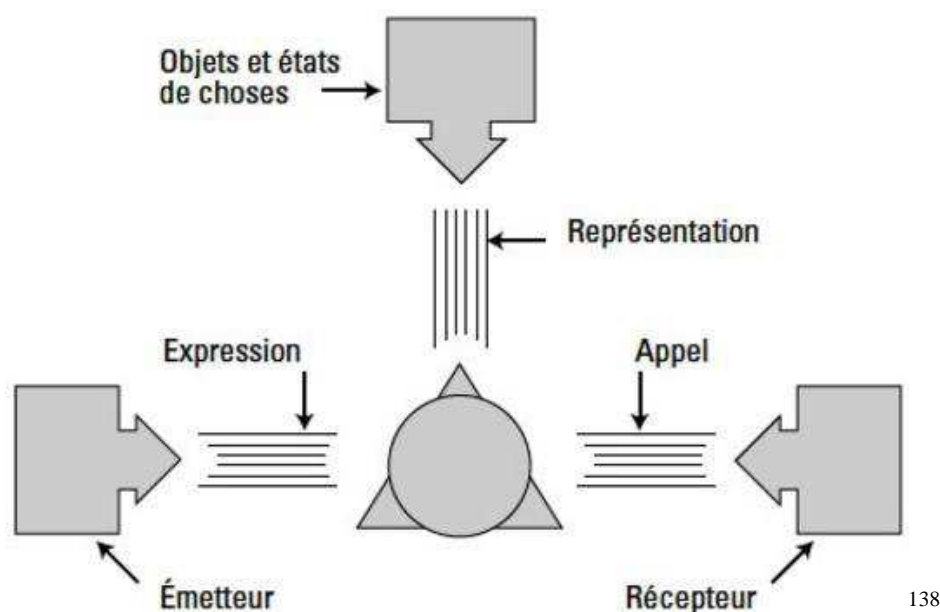 Objets et états
de choses
Représentation
Expression
Appel
Émetteur
Récepteur
138